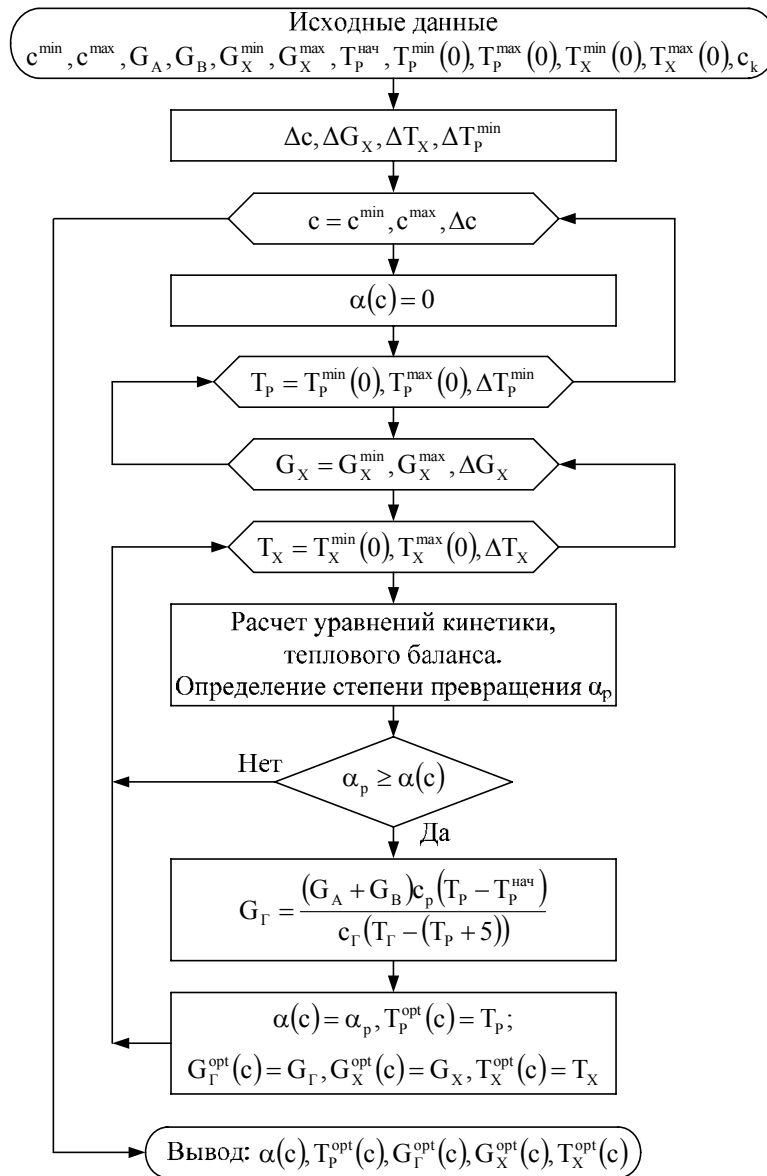 Исходные данные
c^min, c^max, G_A, G_B, G_X^min, G_X^max, T_P^нач, T_P^min(0), T_P^max(0), T_X^min(0), T_X^max(0), c_k
Δc, ΔG_X, ΔT_X, ΔT_P^min
c = c^min, c^max, Δc
α(c) = 0
T_P = T_P^min(0), T_P^max(0), ΔT_P^min
G_X = G_X^min, G_X^max, ΔG_X
T_X = T_X^min(0), T_X^max(0), ΔT_X
Расчет уравнений кинетики,
теплового баланса.
Определение степени превращения α_p
Нет
α_p ≥ α(c)
Да
G_Г = (G_A + G_B)c_p(T_P − T_P^нач) / c_Г(T_Г − (T_P + 5))
α(c) = α_p, T_P^opt(c) = T_P;
G_Г^opt(c) = G_Г, G_X^opt(c) = G_X, T_X^opt(c) = T_X
Вывод: α(c), T_P^opt(c), G_Г^opt(c), G_X^opt(c), T_X^opt(c)